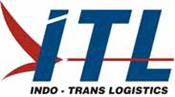 iTL
INDO - TRANS LOGISTICS